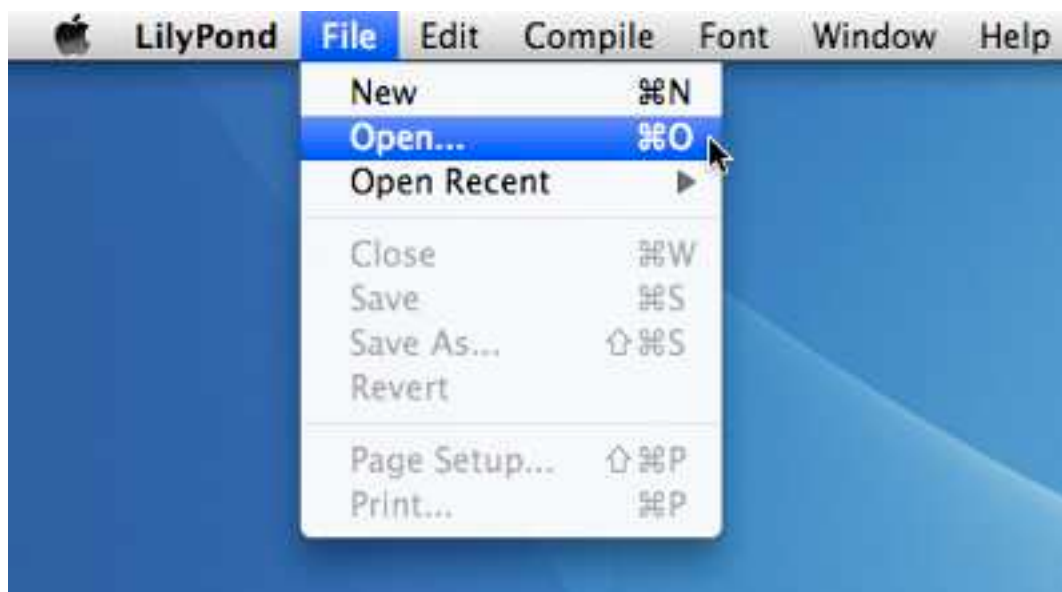 LilyPond File Edit Compile Font Window Help
New ⌘N
Open... ⌘O
Open Recent ▶
Close ⌘W
Save ⌘S
Save As... ⇧⌘S
Revert
Page Setup... ⇧⌘P
Print... ⌘P